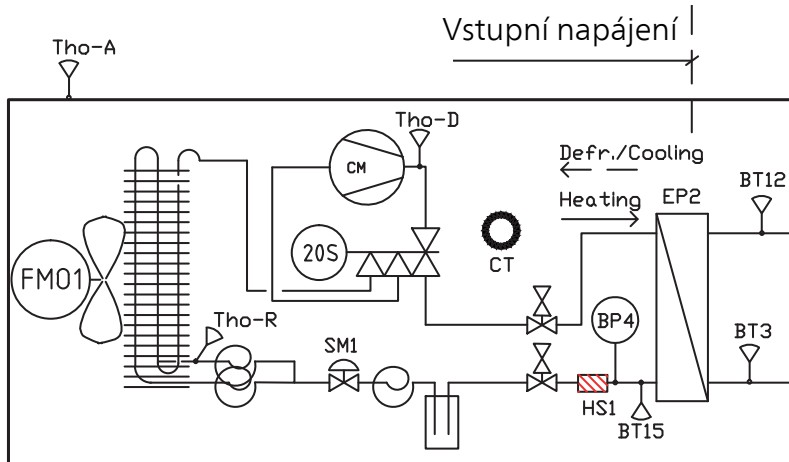 Vstupní napájení
Tho-A
Tho-D
CM
Defr./Cooling
Heating
EP2
BT12
20S
CT
FM01
Tho-R
SM1
BP4
BT3
HS1
BT15